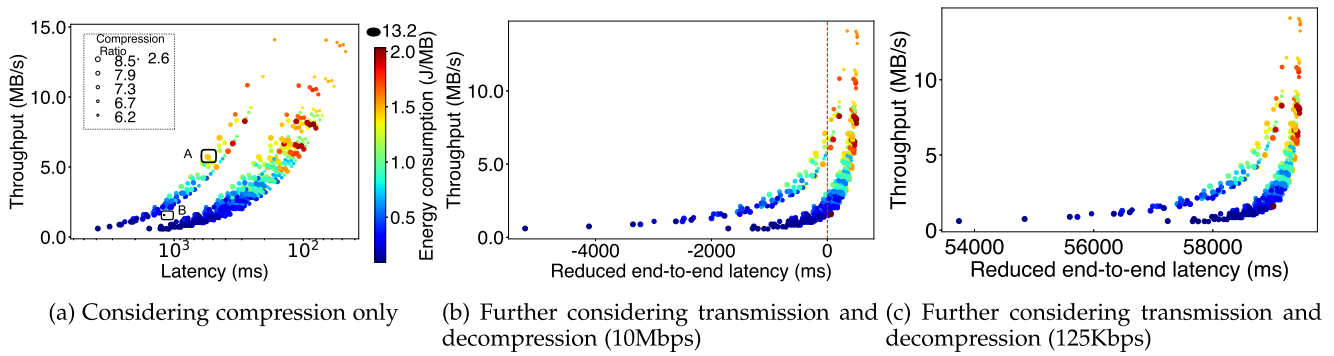 15.0
10.0
5.0
0.0
Throughput (MB/s)
Compression
Ratio
8.5
2.6
7.9
7.3
6.7
6.2
A
B
10³
10²
Latency (ms)
13.2
2.0
1.5
1.0
0.5
Energy consumption (J/MB)
15.0
10.0
5.0
0.0
Throughput (MB/s)
-4000
-2000
0
Reduced end-to-end latency (ms)
10
5
0
Throughput (MB/s)
54000
56000
58000
Reduced end-to-end latency (ms)
(a) Considering compression only
(b) Further considering transmission and
decompression (10Mbps)
(c) Further considering transmission and
decompression (125Kbps)